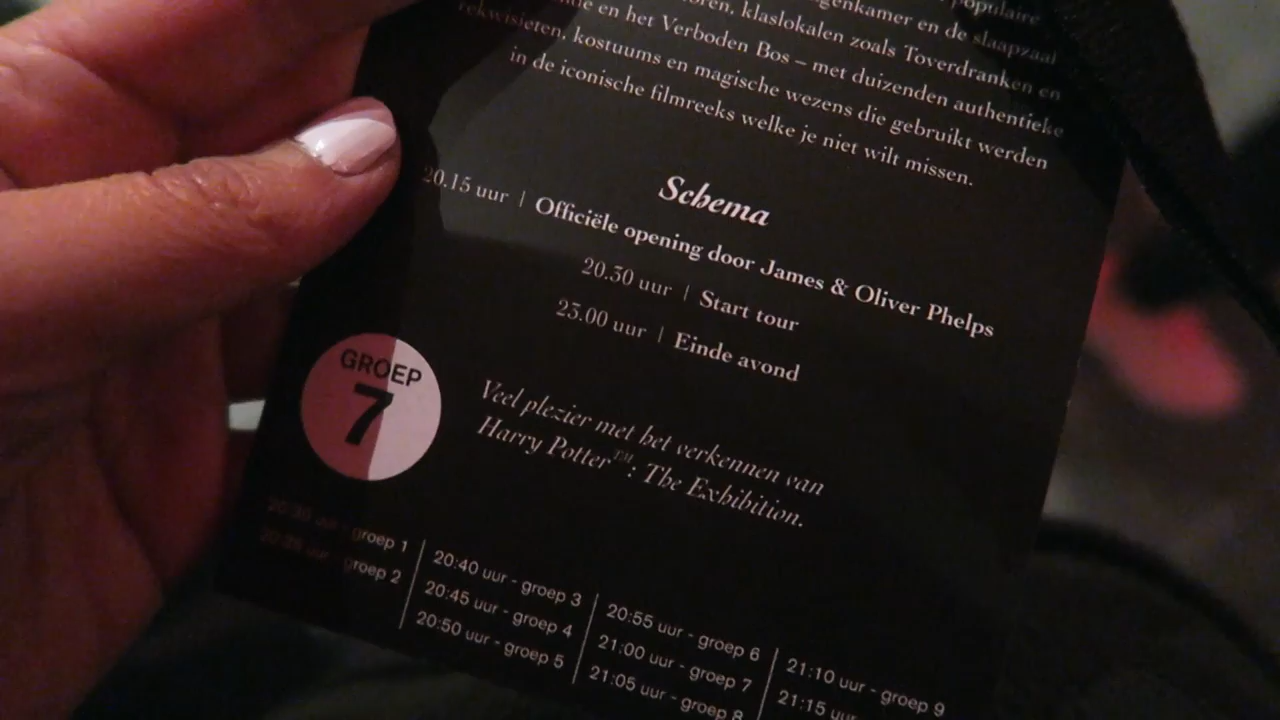 genkamer en de populaire
oren, klaslokalen zoals Toverdranken en
en het Verboden Bos – met duizenden authentieke
rekwisieten, kostuums en magische wezens die gebruikt werden
in de iconische filmreeks welke je niet wilt missen.
Schema
20.15 uur | Officiële opening door James & Oliver Phelps
20.30 uur | Start tour
23.00 uur | Einde avond
GROEP
7
Veel plezier met het verkennen van
Harry Potter™: The Exhibition.
groep 1
groep 2
20:40 uur - groep 3
20:45 uur - groep 4
20:50 uur - groep 5
20:55 uur - groep 6
21:00 uur - groep 7
21:05 uur - groep 8
21:10 uur - groep 9
21:15 uur